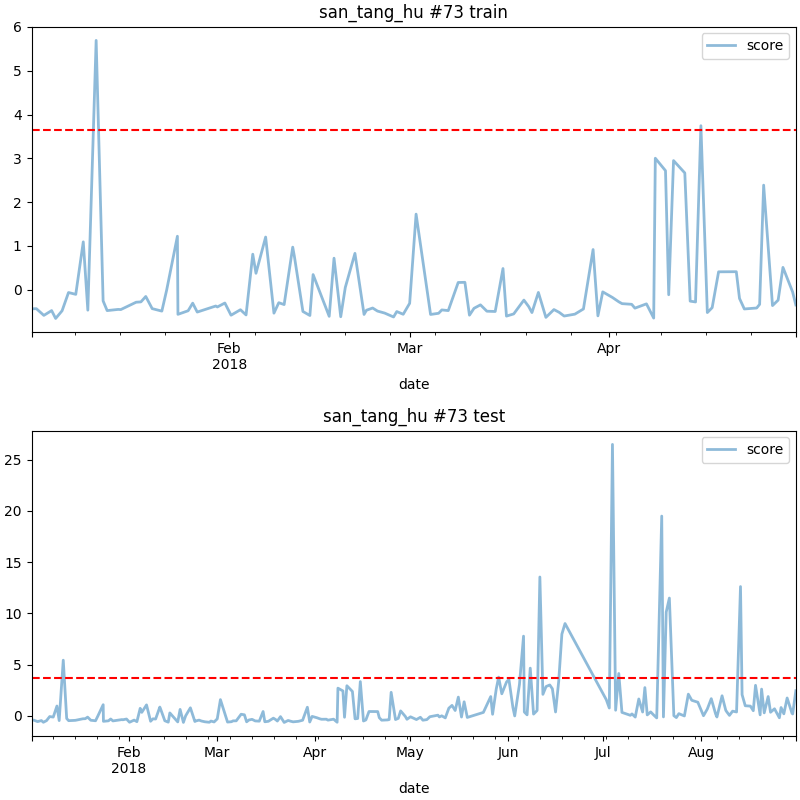 san_tang_hu #73 train
6
5
4
3
2
1
0
score
Feb
2018
Mar
Apr
date
san_tang_hu #73 test
25
20
15
10
5
0
score
Feb
2018
Mar
Apr
May
Jun
Jul
Aug
date